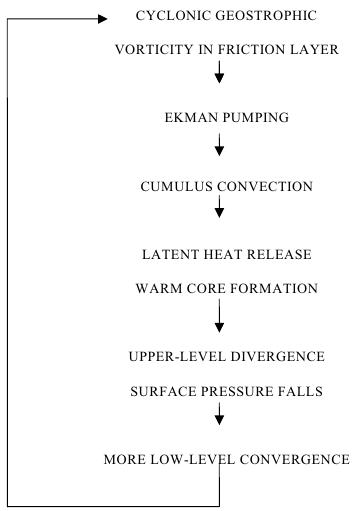 CYCLONIC GEOSTROPHIC
VORTICITY IN FRICTION LAYER
EKMAN PUMPING
CUMULUS CONVECTION
LATENT HEAT RELEASE
WARM CORE FORMATION
UPPER-LEVEL DIVERGENCE
SURFACE PRESSURE FALLS
MORE LOW-LEVEL CONVERGENCE